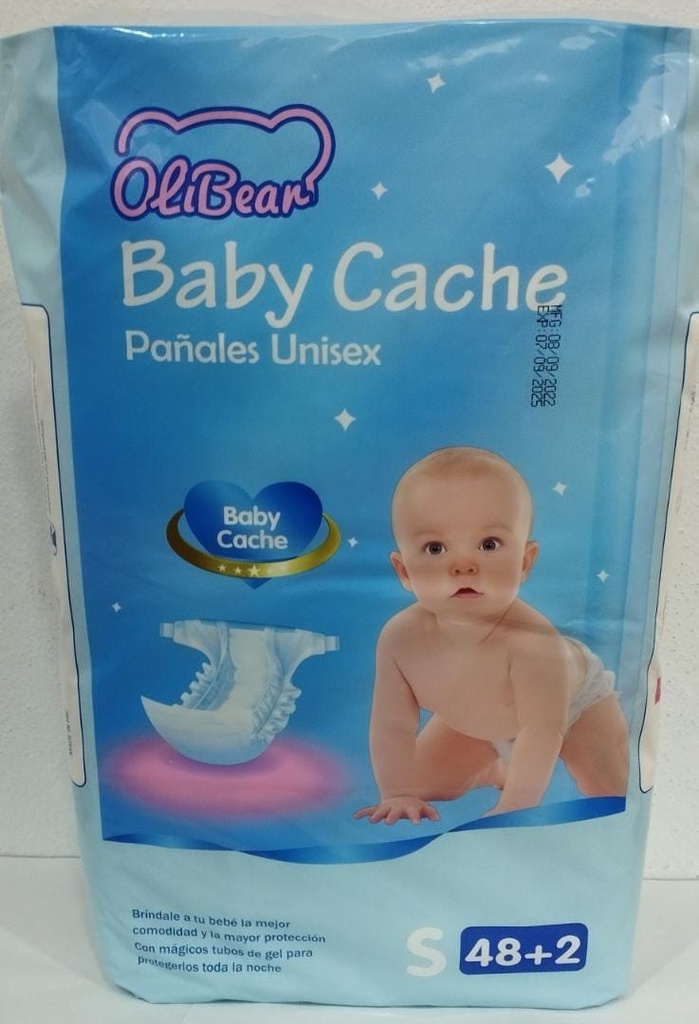 OliBear
Baby Cache
Pañales Unisex
MFG:08/09/2022
EXP:07/09/2025
Baby
Cache
Bríndale a tu bebé la mejor
comodidad y la mayor protección
Con mágicos tubos de gel para
protegerlos toda la noche
S 48+2